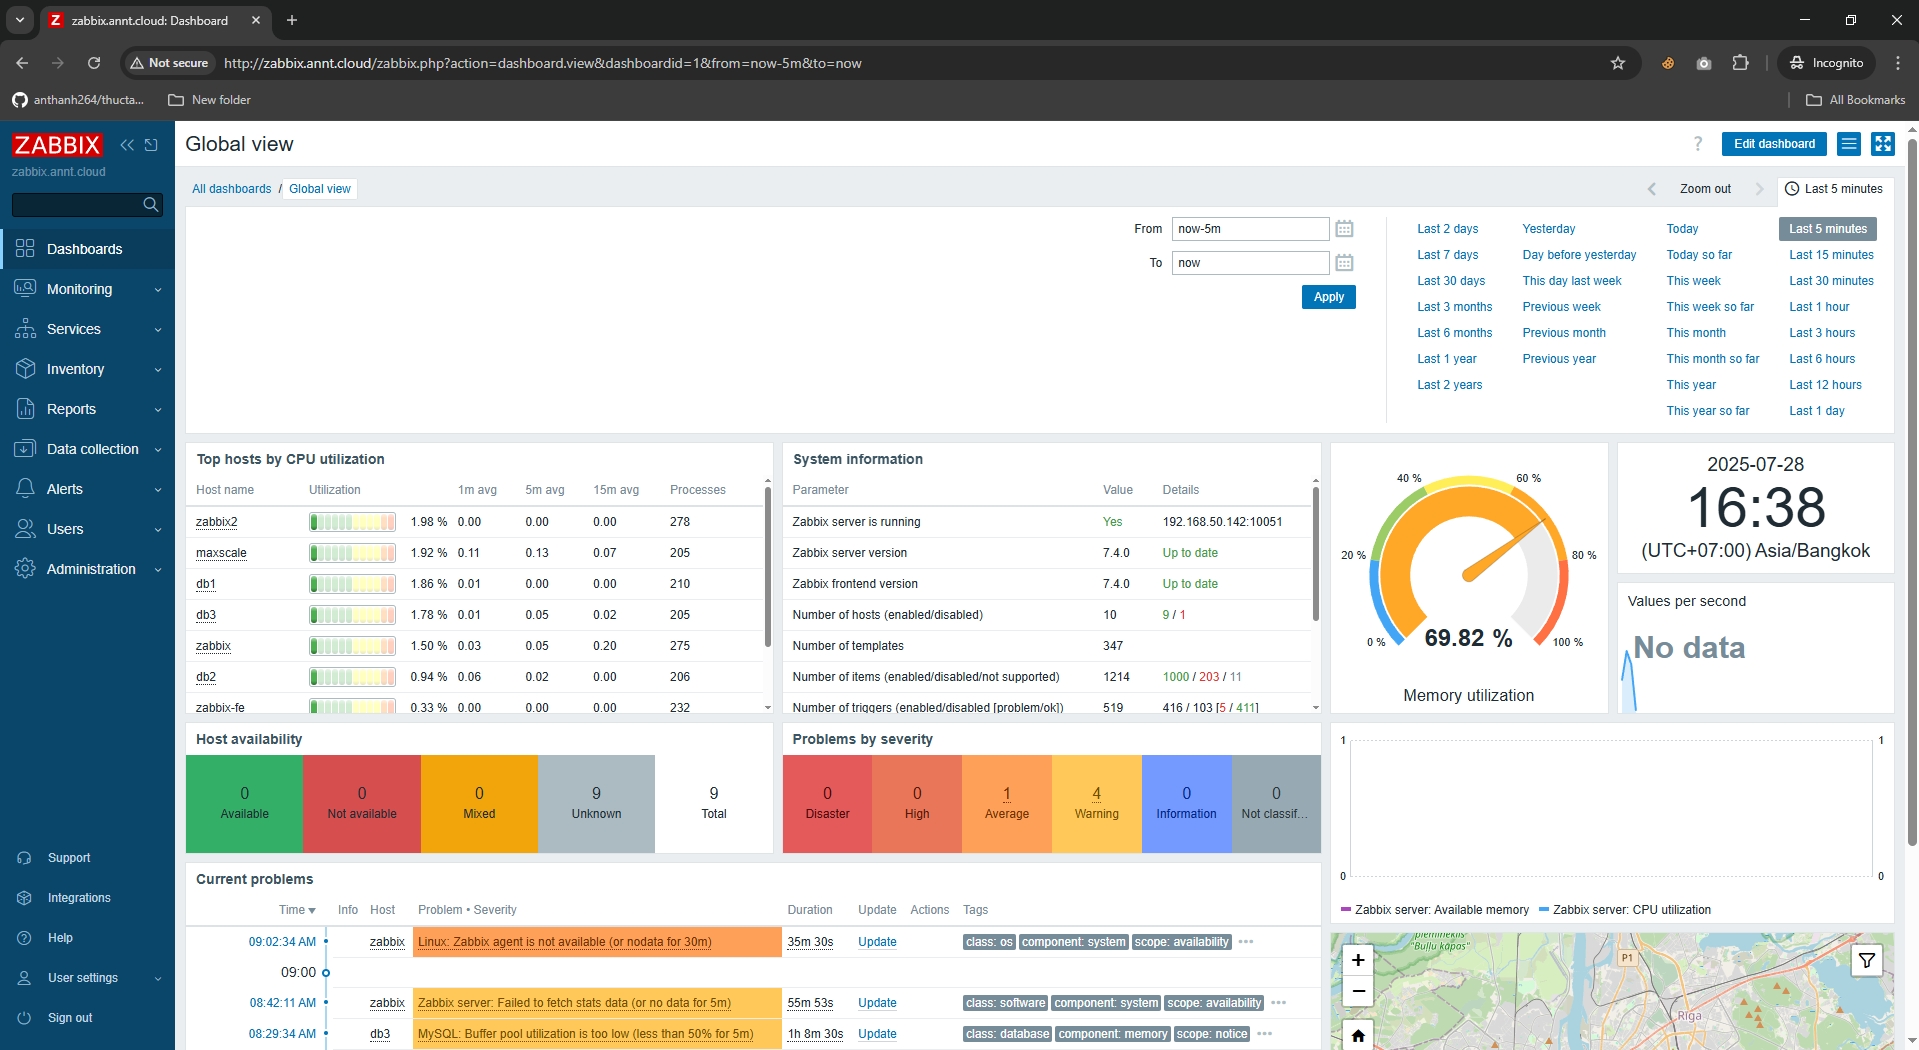 zabbix.annt.cloud: Dashboard
Not secure http://zabbix.annt.cloud/zabbix.php?action=dashboard.view&dashboardid=1&from=now-5m&to=now Incognito
anthanh264/thucta... New folder All Bookmarks
ZABBIX
zabbix.annt.cloud
Dashboards
Monitoring
Services
Inventory
Reports
Data collection
Alerts
Users
Administration
Support
Integrations
Help
User settings
Sign out
Global view ? Edit dashboard
All dashboards / Global view Zoom out Last 5 minutes
From now-5m
To now
Apply
Last 2 days Yesterday Today Last 5 minutes
Last 7 days Day before yesterday Today so far Last 15 minutes
Last 30 days This day last week This week Last 30 minutes
Last 3 months Previous week This week so far Last 1 hour
Last 6 months Previous month This month Last 3 hours
Last 1 year Previous year This month so far Last 6 hours
Last 2 years This year Last 12 hours
This year so far Last 1 day
Top hosts by CPU utilization
Host name Utilization 1m avg 5m avg 15m avg Processes
zabbix2 1.98 % 0.00 0.00 0.00 278
maxscale 1.92 % 0.11 0.13 0.07 205
db1 1.86 % 0.01 0.00 0.00 210
db3 1.78 % 0.01 0.05 0.02 205
zabbix 1.50 % 0.03 0.05 0.20 275
db2 0.94 % 0.06 0.02 0.00 206
zabbix-fe 0.33 % 0.00 0.00 0.00 232
System information
Parameter Value Details
Zabbix server is running Yes 192.168.50.142:10051
Zabbix server version 7.4.0 Up to date
Zabbix frontend version 7.4.0 Up to date
Number of hosts (enabled/disabled) 10 9 / 1
Number of templates 347
Number of items (enabled/disabled/not supported) 1214 1000 / 203 / 11
Number of triggers (enabled/disabled [problem/ok]) 519 416 / 103 [5 / 411]
40 % 60 %
20 % 80 %
0 % 69.82 % 100 %
Memory utilization
2025-07-28
16:38
(UTC+07:00) Asia/Bangkok
Values per second
No data
Host availability
0 0 0 9 9
Available Not available Mixed Unknown Total
Problems by severity
0 0 1 4 0 0
Disaster High Average Warning Information Not classif...
1 1
0 0
Zabbix server: Available memory Zabbix server: CPU utilization
Current problems
Time Info Host Problem • Severity Duration Update Actions Tags
09:02:34 AM zabbix Linux: Zabbix agent is not available (or nodata for 30m) 35m 30s Update class: os component: system scope: availability •••
09:00
08:42:11 AM zabbix Zabbix server: Failed to fetch stats data (or no data for 5m) 55m 53s Update class: software component: system scope: availability •••
08:29:34 AM db3 MySQL: Buffer pool utilization is too low (less than 50% for 5m) 1h 8m 30s Update class: database component: memory scope: notice •••
piemineklis
"Buļļu kāpas"
P1
+
−
Rīga